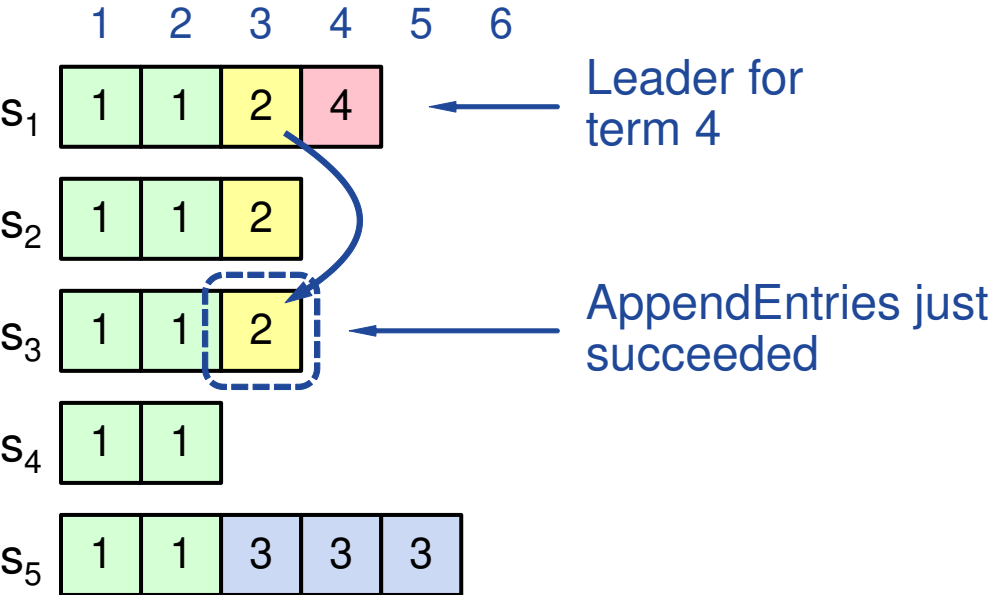 1 2 3 4 5 6
s1 1 1 2 4
Leader for
term 4
s2 1 1 2
s3 1 1 2
AppendEntries just
succeeded
s4 1 1
s5 1 1 3 3 3